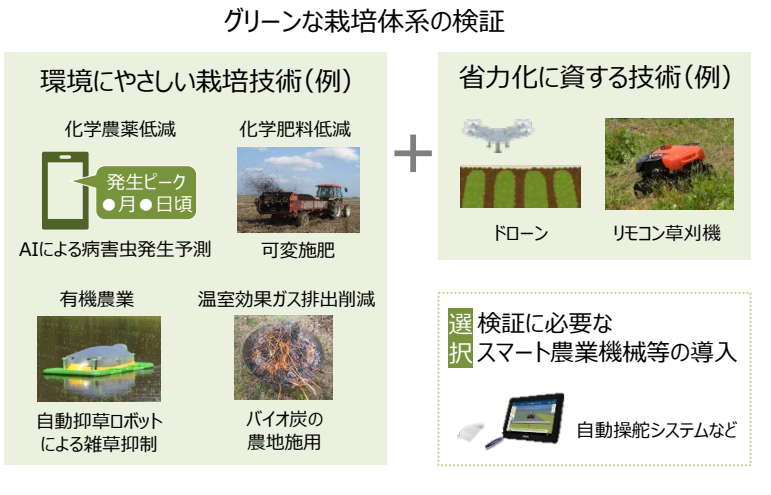 グリーンな栽培体系の検証
環境にやさしい栽培技術（例）
化学農薬低減
発生ピーク
●月●日頃
AIによる病害虫発生予測
化学肥料低減
可変施肥
有機農業
自動抑草ロボット
による雑草抑制
温室効果ガス排出削減
バイオ炭の
農地施用
＋
省力化に資する技術（例）
ドローン
リモコン草刈機
選択
検証に必要な
スマート農業機械等の導入
自動操舵システムなど